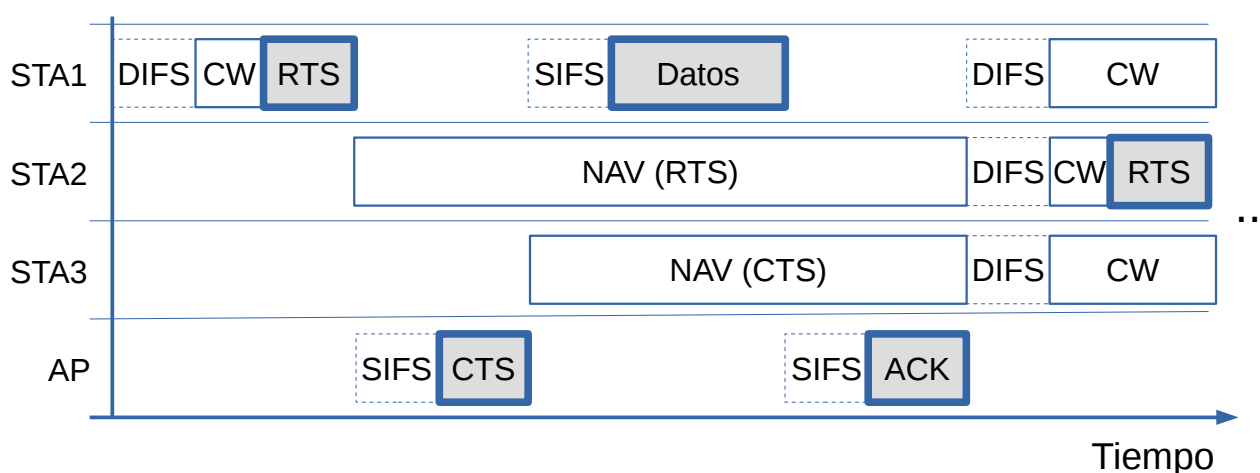 STA1 DIFS CW RTS SIFS Datos DIFS CW
STA2 NAV (RTS) DIFS CW RTS
..
STA3 NAV (CTS) DIFS CW
AP SIFS CTS SIFS ACK
Tiempo